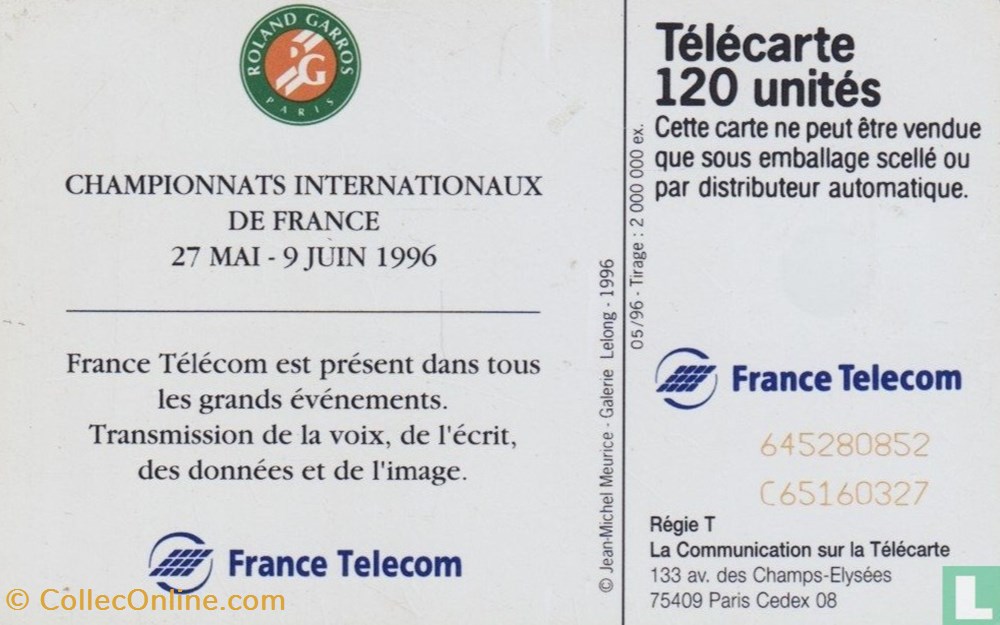 ROLAND GARROS
PG
PARIS
CHAMPIONNATS INTERNATIONAUX
DE FRANCE
27 MAI - 9 JUIN 1996
France Télécom est présent dans tous
les grands événements.
Transmission de la voix, de l'écrit,
des données et de l'image.
France Telecom
© Jean-Michel Meurice - Galerie Lelong - 1996
05/96 - Tirage : 2 000 000 ex.
Télécarte
120 unités
Cette carte ne peut être vendue
que sous emballage scellé ou
par distributeur automatique.
France Telecom
645280852
C65160327
Régie T
La Communication sur la Télécarte
133 av. des Champs-Elysées
75409 Paris Cedex 08
© CollecOnline.com
L